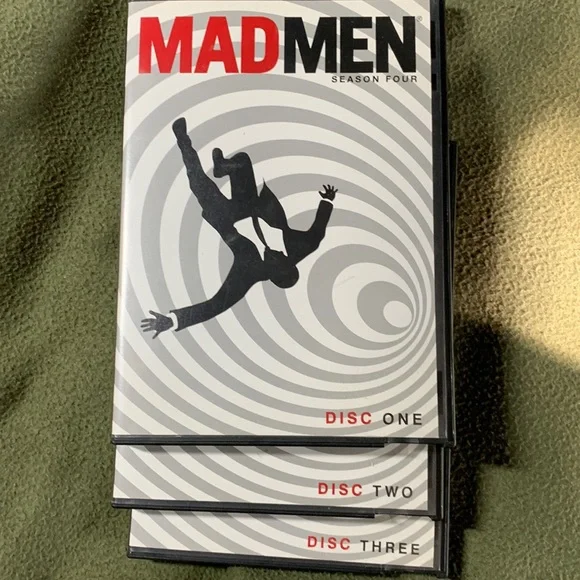 MADMEN®
SEASON FOUR
DISC ONE
DISC TWO
DISC THREE